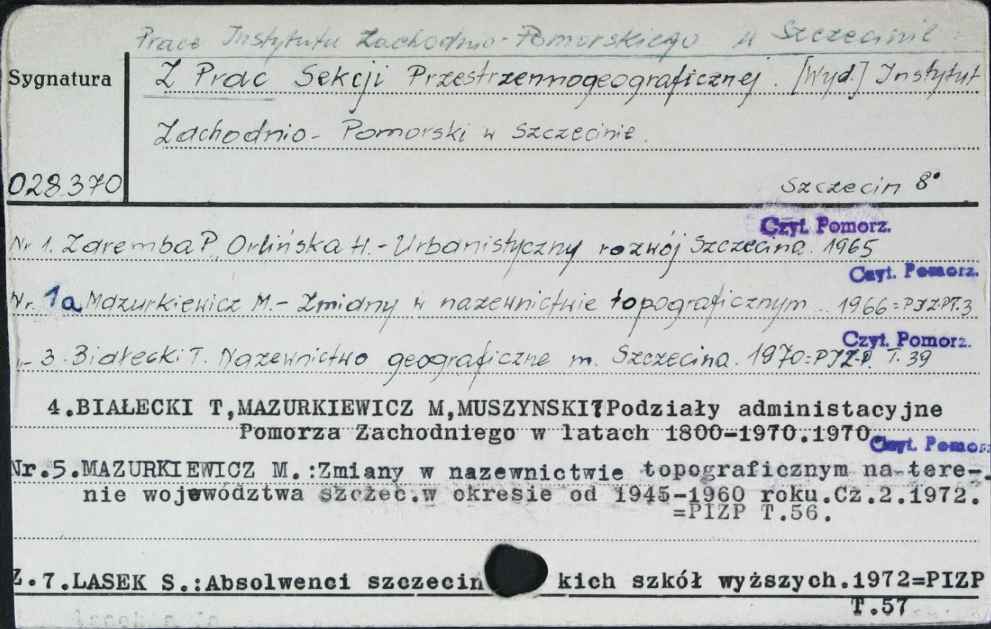 Prace Instytutu Zachodnio-Pomorskiego w Szczecinie
Sygnatura
Z Prac Sekcji Przestrzennogeograficznej. [Wyd.] Instytut
Zachodnio-Pomorski w Szczecinie.
028370
Szczecin 8°
Czyt. Pomorz.
Nr 1. Zaremba P., Orlińska H. - Urbanistyczny rozwój Szczecina. 1965
Czyt. Pomorz.
Nr. 1a Mazurkiewicz M. - Zmiany w nazewnictwie topograficznym .. 1966=PIZP T.3
Czyt. Pomorz.
„ 3. Białecki T. Nazewnictwo geograficzne m. Szczecina. 1970=PIZ-P. T. 39
4.BIAŁECKI T,MAZURKIEWICZ M,MUSZYNSKI?Podziały administacyjne
Pomorza Zachodniego w latach 1800-1970.1970
Czyt. Pomorz.
Nr.5.MAZURKIEWICZ M.:Zmiany w nazewnictwie topograficznym na tere-
nie województwa szczec.w okresie od 1945-1960 roku.Cz.2.1972.
=PIZP T.56.
Z.7.LASEK S.:Absolwenci szczecin kich szkół wyższych.1972=PIZP
T.57